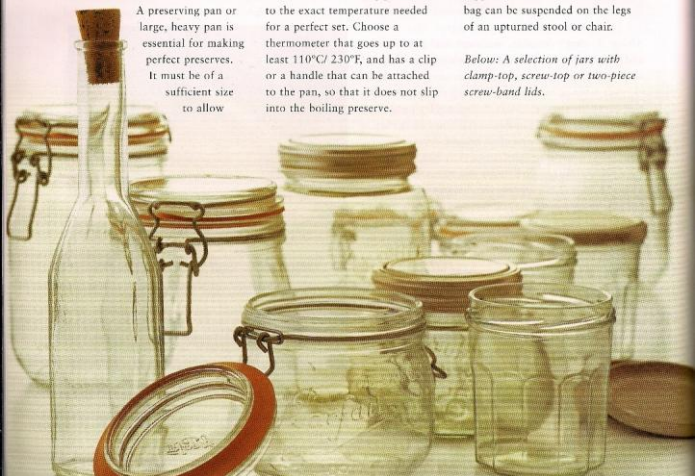 A preserving pan or
large, heavy pan is
essential for making
perfect preserves.
It must be of a
sufficient size
to allow
to the exact temperature needed
for a perfect set. Choose a
thermometer that goes up to at
least 110°C/ 230°F, and has a clip
or a handle that can be attached
to the pan, so that it does not slip
into the boiling preserve.
bag can be suspended on the legs
of an upturned stool or chair.
Below: A selection of jars with
clamp-top, screw-top or two-piece
screw-band lids.